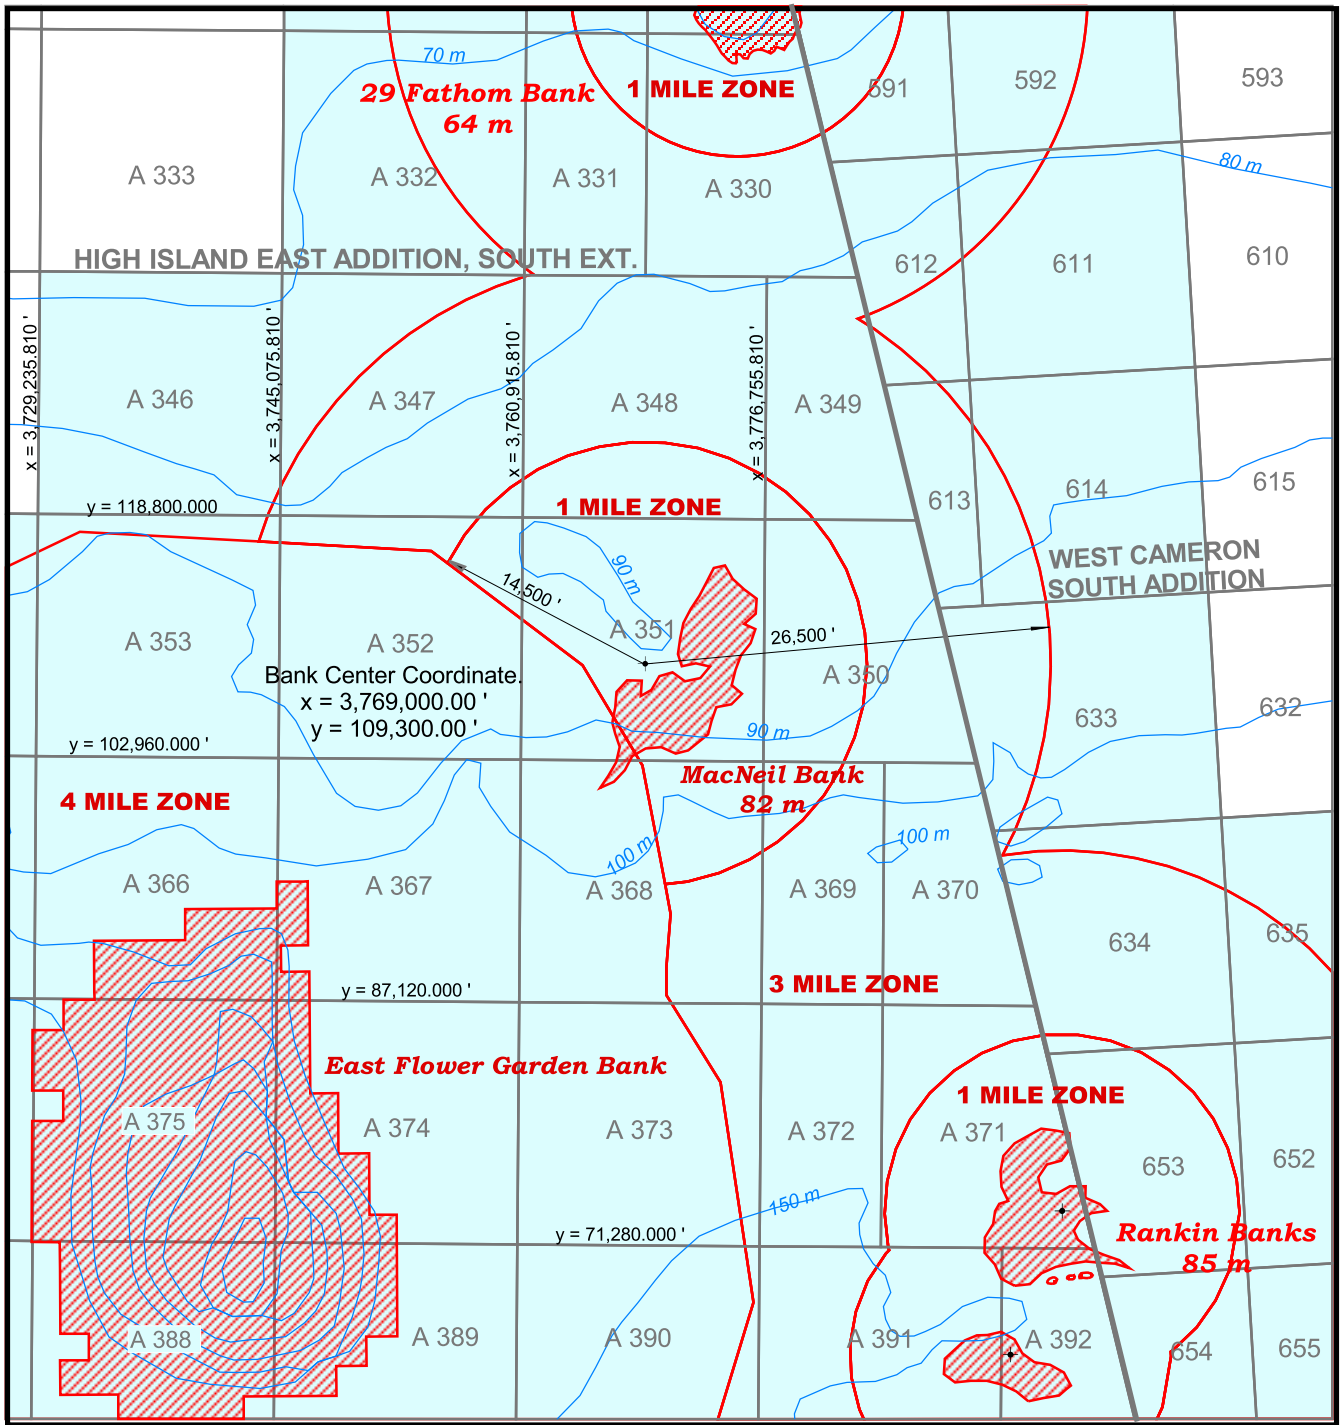 70 m
29 Fathom Bank
64 m
1 MILE ZONE
591
592
593
80 m
A 333
A 332
A 331
A 330
HIGH ISLAND EAST ADDITION, SOUTH EXT.
612
611
610
x = 3,729,235.810 '
x = 3,745,075.810 '
x = 3,760,915.810 '
x = 3,776,755.810 '
A 346
A 347
A 348
A 349
y = 118,800.000
1 MILE ZONE
613
614
615
WEST CAMERON
SOUTH ADDITION
90 m
14,500 '
A 353
A 352
A 351
26,500 '
A 350
Bank Center Coordinate.
x = 3,769,000.00 '
y = 109,300.00 '
633
632
y = 102,960.000 '
90 m
MacNeil Bank
82 m
4 MILE ZONE
100 m
100 m
A 366
A 367
A 368
A 369
A 370
634
635
y = 87,120.000 '
3 MILE ZONE
East Flower Garden Bank
1 MILE ZONE
A 375
A 374
A 373
A 372
A 371
653
652
150 m
y = 71,280.000 '
Rankin Banks
85 m
A 388
A 389
A 390
A 391
A 392
654
655